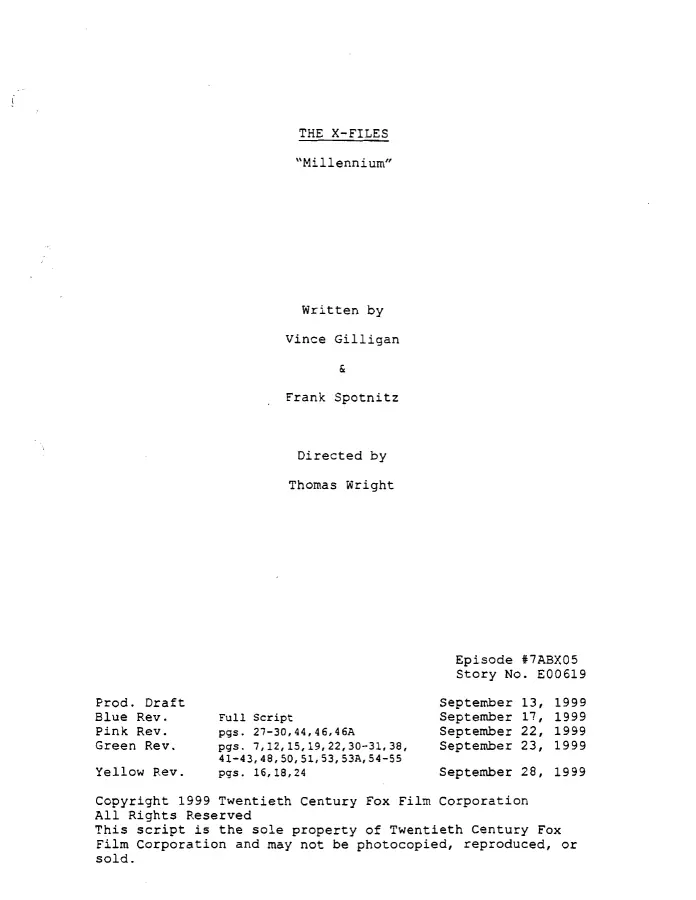 THE X-FILES
"Millennium"
Written by
Vince Gilligan
&
Frank Spotnitz
Directed by
Thomas Wright
Episode #7ABX05
Story No. E00619
Prod. Draft September 13, 1999
Blue Rev. Full Script September 17, 1999
Pink Rev. pgs. 27-30,44,46,46A September 22, 1999
Green Rev. pgs. 7,12,15,19,22,30-31,38, September 23, 1999
41-43,48,50,51,53,53A,54-55
Yellow Rev. pgs. 16,18,24 September 28, 1999
Copyright 1999 Twentieth Century Fox Film Corporation
All Rights Reserved
This script is the sole property of Twentieth Century Fox
Film Corporation and may not be photocopied, reproduced, or
sold.